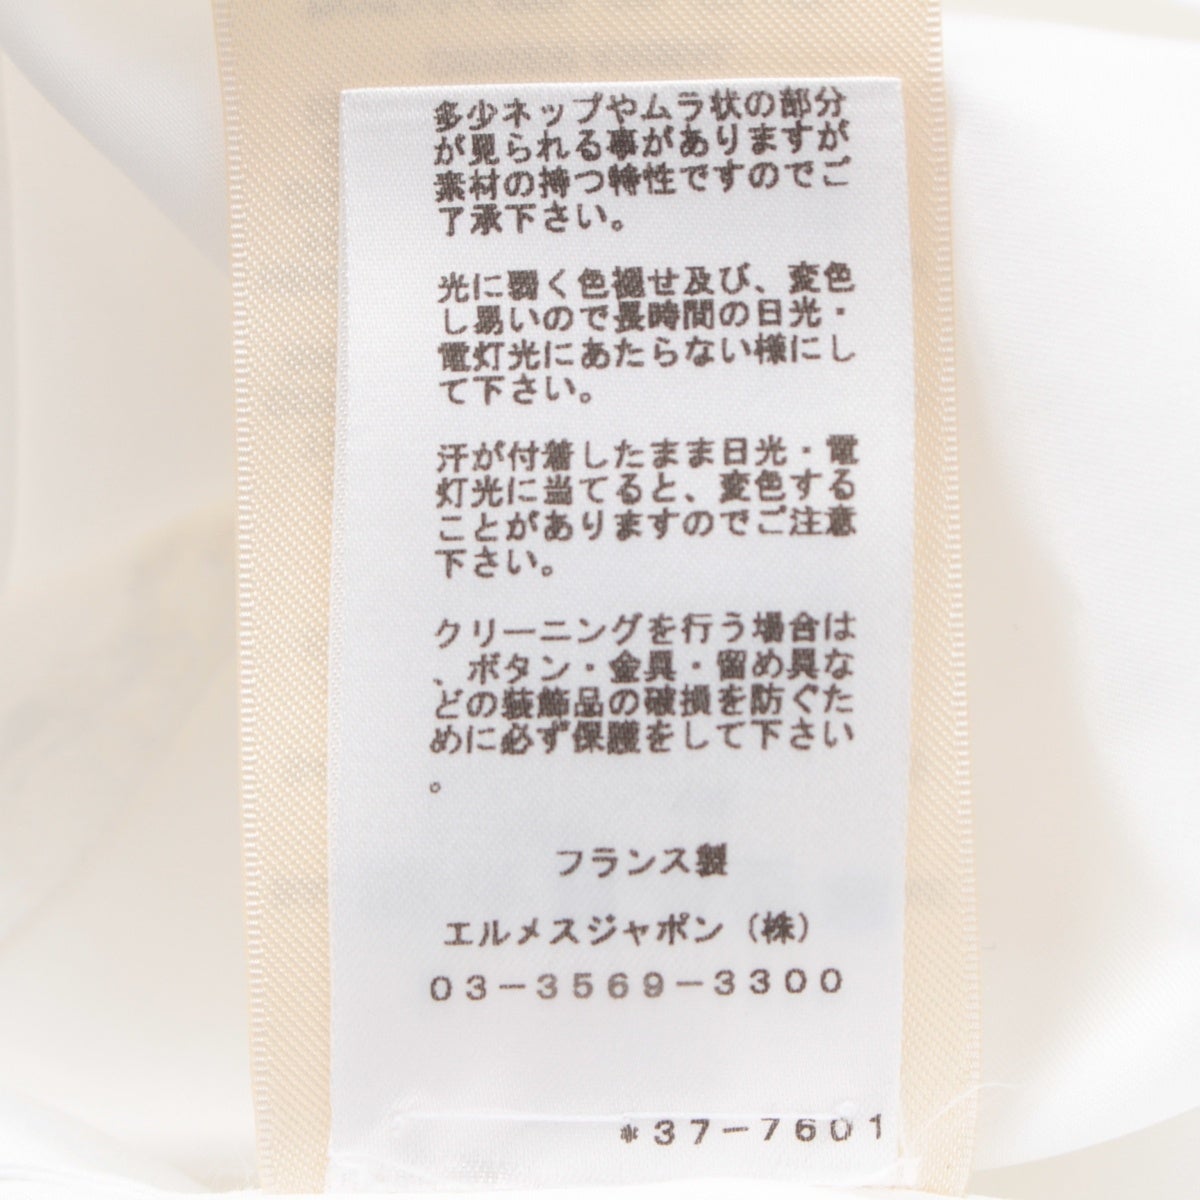 多少ネップやムラ状の部分
が見られる事がありますが
素材の持つ特性ですのでご
了承下さい。
光に弱く色褪せ及び、変色
し易いので長時間の日光・
電灯光にあたらない様にし
て下さい。
汗が付着したまま日光・電
灯光に当てると、変色する
ことがありますのでご注意
下さい。
クリーニングを行う場合は
、ボタン・金具・留め具な
どの装飾品の破損を防ぐた
めに必ず保護をして下さい
。
フランス製
エルメスジャポン（株）
03-3569-3300
*37-7601